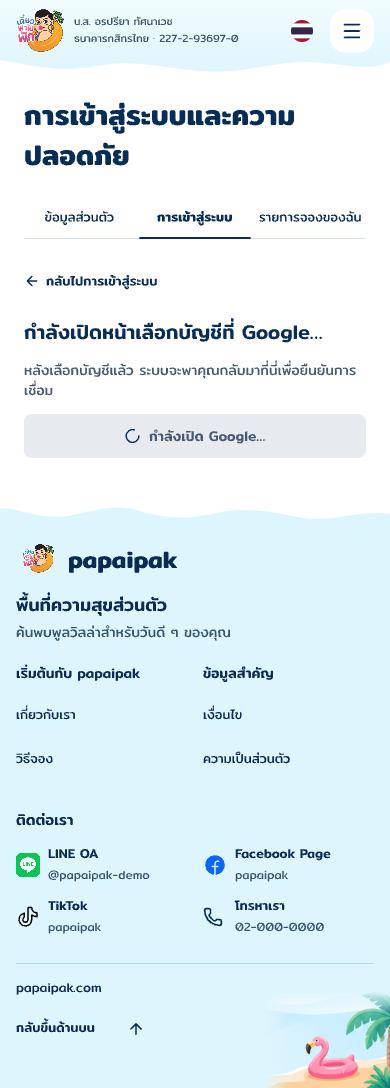 เที่ยว
พาไป
พัก
น.ส. อรปรียา ทัศนาเวช
ธนาคารกสิกรไทย · 227-2-93697-0
การเข้าสู่ระบบและความ
ปลอดภัย
ข้อมูลส่วนตัว
การเข้าสู่ระบบ
รายการจองของฉัน
กลับไปการเข้าสู่ระบบ
กำลังเปิดหน้าเลือกบัญชีที่ Google…
หลังเลือกบัญชีแล้ว ระบบจะพาคุณกลับมาที่นี่เพื่อยืนยันการ
เชื่อม
กำลังเปิด Google…
papaipak
พื้นที่ความสุขส่วนตัว
ค้นพบพูลวิลล่าสำหรับวันดี ๆ ของคุณ
เริ่มต้นกับ papaipak
ข้อมูลสำคัญ
เกี่ยวกับเรา
เงื่อนไข
วิธีจอง
ความเป็นส่วนตัว
ติดต่อเรา
LINE OA
@papaipak-demo
Facebook Page
papaipak
TikTok
papaipak
โทรหาเรา
02-000-0000
papaipak.com
กลับขึ้นด้านบน